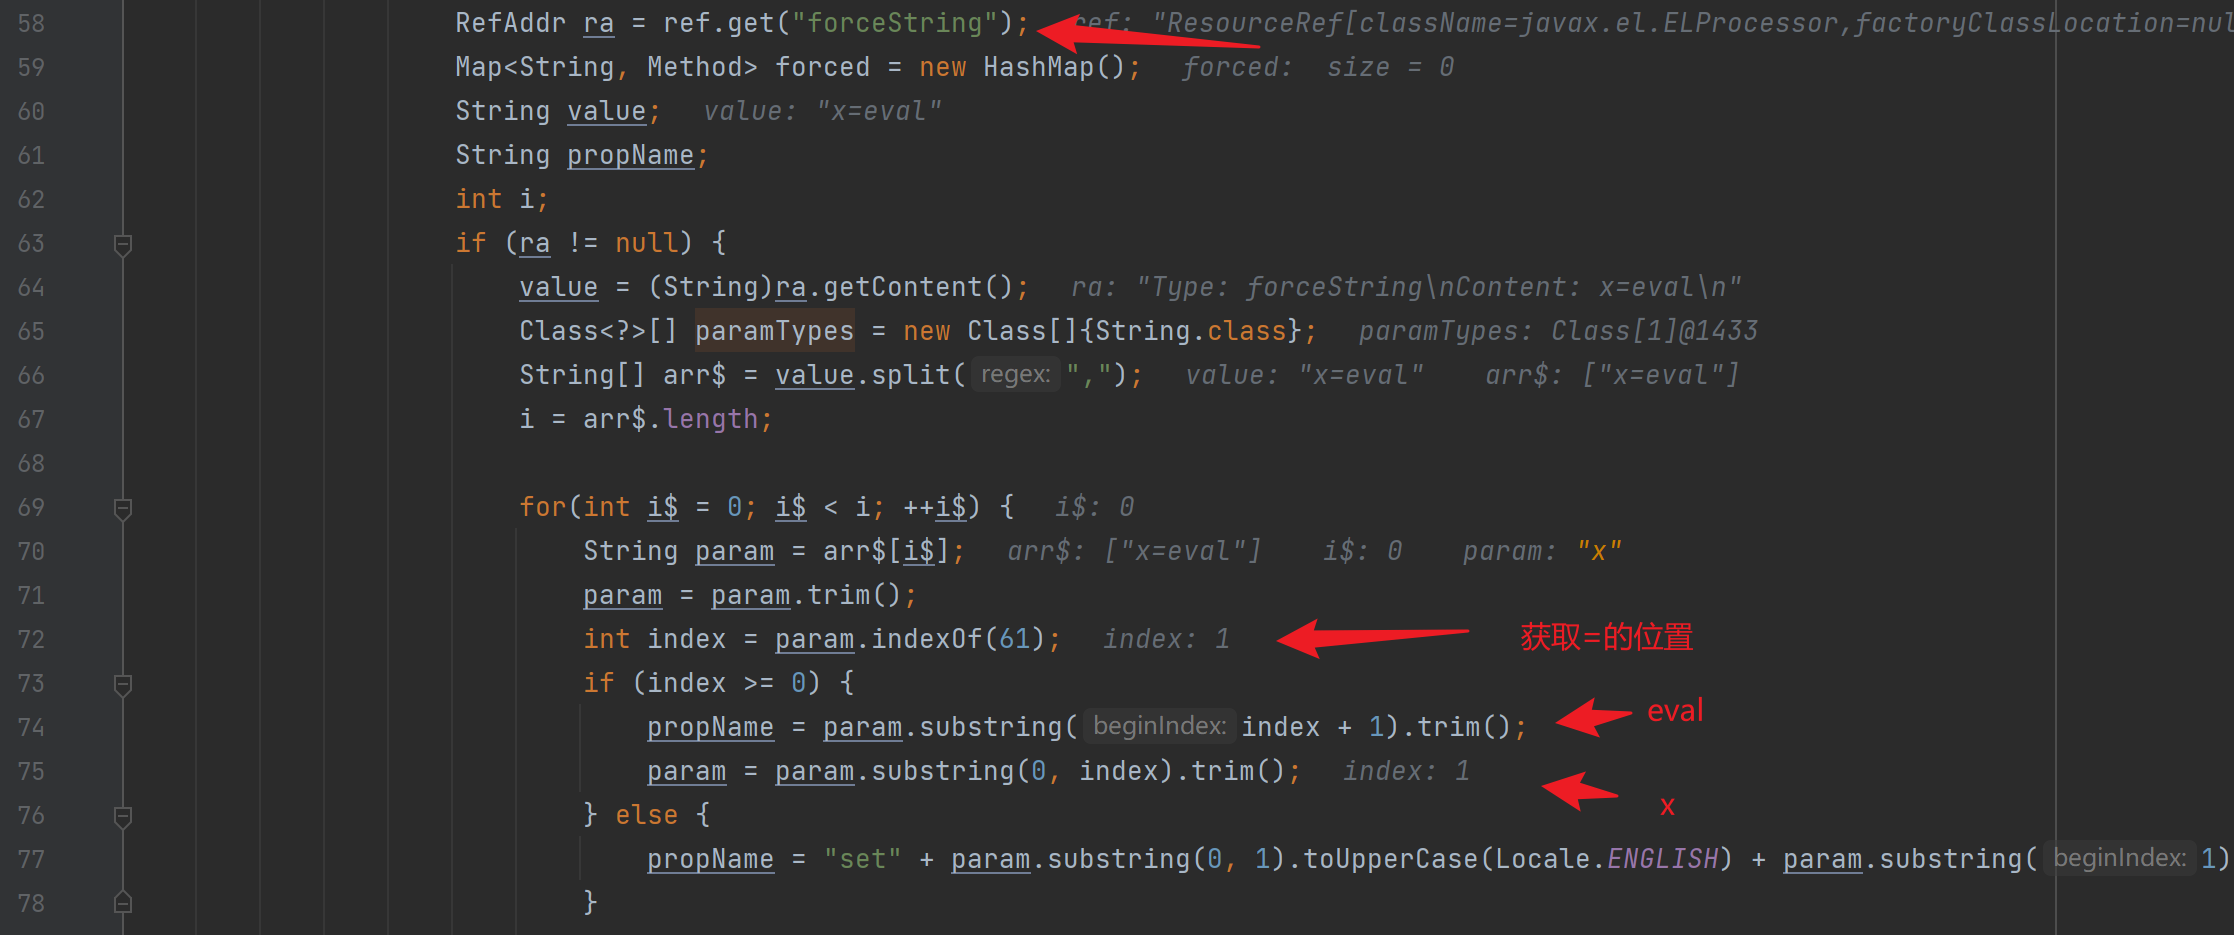 58 RefAddr ra = ref.get("forceString"); ref: "ResourceRef[className=javax.el.ELProcessor,factoryClassLocation=nul
59 Map<String, Method> forced = new HashMap(); forced: size = 0
60 String value; value: "x=eval"
61 String propName;
62 int i;
63 if (ra != null) {
64 value = (String)ra.getContent(); ra: "Type: forceString\nContent: x=eval\n"
65 Class<?>[] paramTypes = new Class[]{String.class}; paramTypes: Class[1]@1433
66 String[] arr$ = value.split( regex: ","); value: "x=eval" arr$: ["x=eval"]
67 i = arr$.length;
68
69 for(int i$ = 0; i$ < i; ++i$) { i$: 0
70 String param = arr$[i$]; arr$: ["x=eval"] i$: 0 param: "x"
71 param = param.trim();
72 int index = param.indexOf(61); index: 1 获取=的位置
73 if (index >= 0) {
74 propName = param.substring( beginIndex: index + 1).trim(); eval
75 param = param.substring(0, index).trim(); index: 1
x
76 } else {
77 propName = "set" + param.substring(0, 1).toUpperCase(Locale.ENGLISH) + param.substring( beginIndex: 1)
78 }